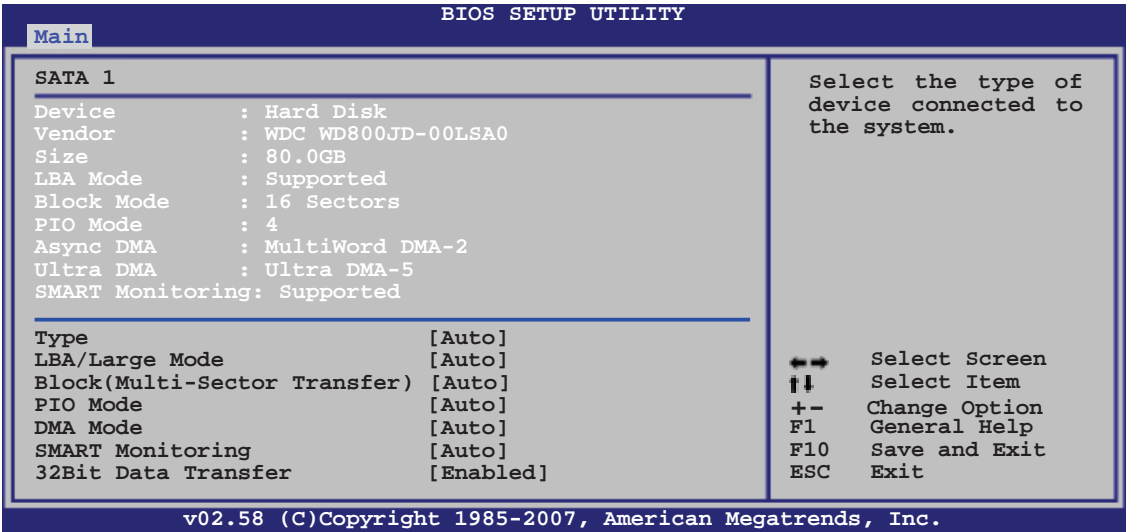 BIOS SETUP UTILITY
Main
SATA 1
Device : Hard Disk
Vendor : WDC WD800JD-00LSA0
Size : 80.0GB
LBA Mode : Supported
Block Mode : 16 Sectors
PIO Mode : 4
Async DMA : MultiWord DMA-2
Ultra DMA : Ultra DMA-5
SMART Monitoring: Supported
Type [Auto]
LBA/Large Mode [Auto]
Block(Multi-Sector Transfer) [Auto]
PIO Mode [Auto]
DMA Mode [Auto]
SMART Monitoring [Auto]
32Bit Data Transfer [Enabled]
Select the type of
device connected to
the system.
←→ Select Screen
↑↓ Select Item
+- Change Option
F1 General Help
F10 Save and Exit
ESC Exit
v02.58 (C)Copyright 1985-2007, American Megatrends, Inc.